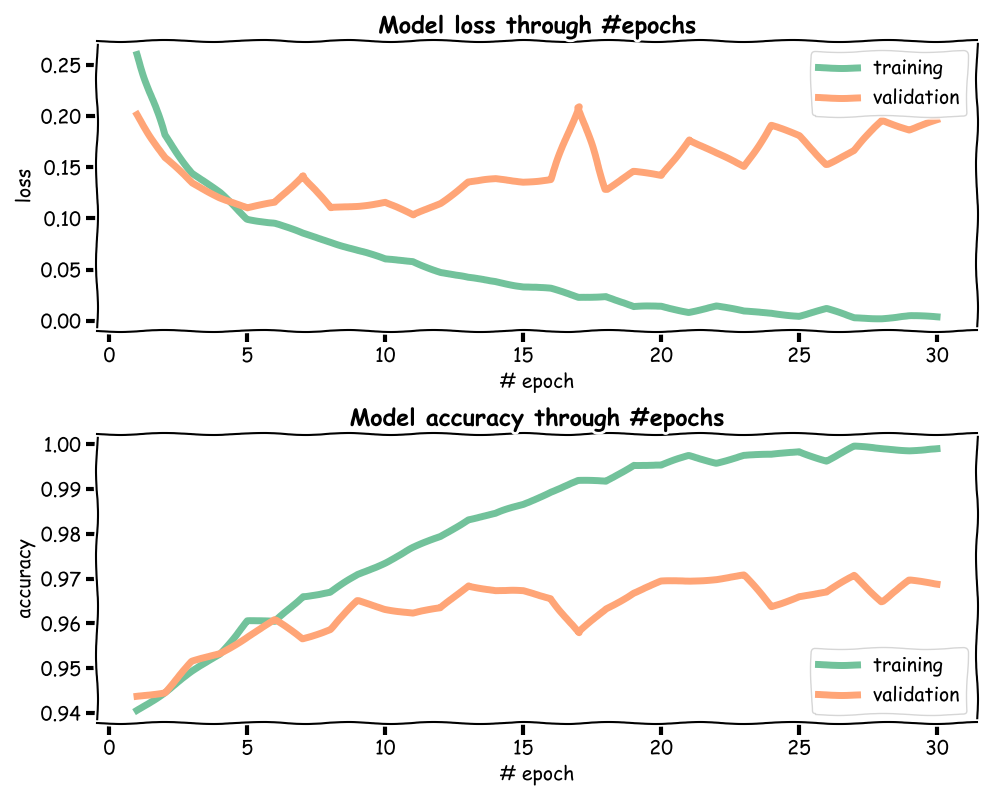 Model loss through #epochs
0.25
0.20
0.15
0.10
0.05
0.00
loss
training
validation
0 5 10 15 20 25 30
# epoch
Model accuracy through #epochs
1.00
0.99
0.98
0.97
0.96
0.95
0.94
accuracy
training
validation
0 5 10 15 20 25 30
# epoch